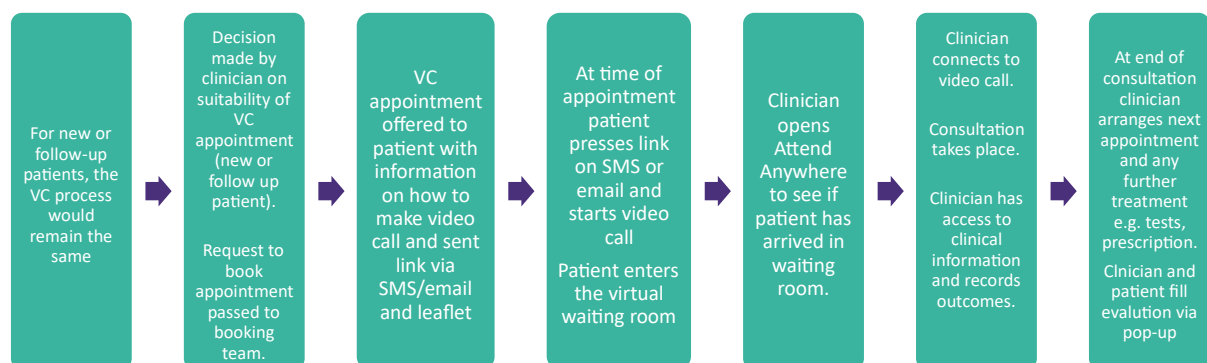 For new or
follow-up
patients, the
VC process
would
remain the
same
Decision
made by
clinician on
suitability of
VC
appointment
(new or
follow up
patient).
Request to
book
appointment
passed to
booking
team.
VC
appointment
offered to
patient with
information
on how to
make video
call and sent
link via
SMS/email
and leaflet
At time of
appointment
patient
presses link
on SMS or
email and
starts video
call
Patient enters
the virtual
waiting room
Clinician
opens
Attend
Anywhere
to see if
patient has
arrived in
waiting
room.
Clinician
connects to
video call.
Consultation
takes place.
Clinician has
access to
clinical
information
and records
outcomes.
At end of
consultation
clinician
arranges next
appointment
and any
further
treatment
e.g. tests,
prescription.
Clnician and
patient fill
evalution via
pop-up